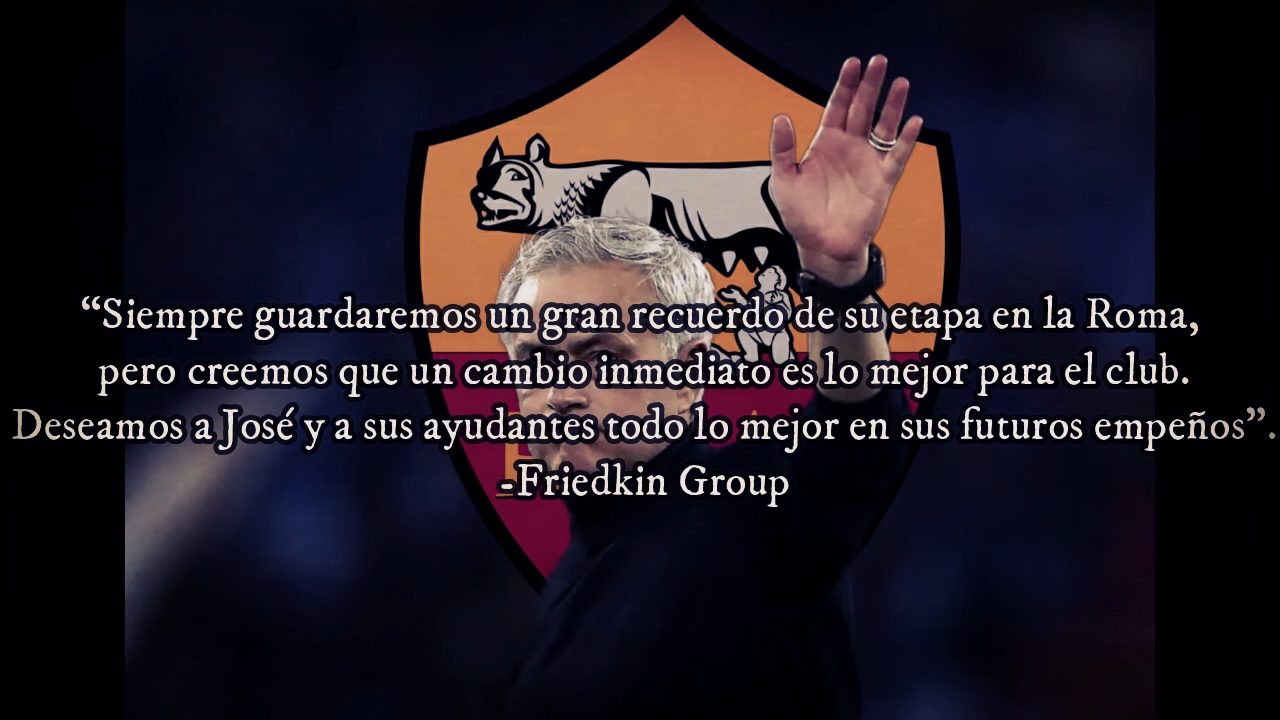 “Siempre guardaremos un gran recuerdo de su etapa en la Roma,
pero creemos que un cambio inmediato es lo mejor para el club.
Deseamos a José y a sus ayudantes todo lo mejor en sus futuros empeños”.
-Friedkin Group